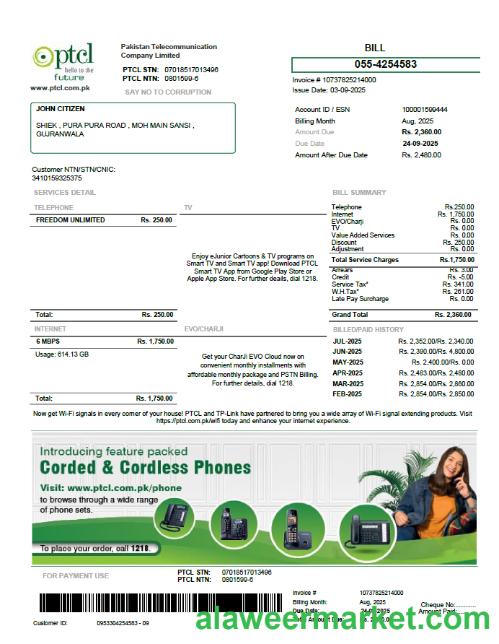 ptcl
hello to the
future
www.ptcl.com.pk
Pakistan Telecommunication
Company Limited
PTCL STN: 07018517013496
PTCL NTN: 0801599-6
SAY NO TO CORRUPTION
BILL
055-4254583
Invoice # 10737825214000
Issue Date: 03-09-2025
JOHN CITIZEN
SHIEK , PURA PURA ROAD , MOH MAIN SANSI ,
GUJRANWALA
Account ID / ESN 100001599444
Billing Month Aug, 2025
Amount Due Rs. 2,360.00
Due Date 24-09-2025
Amount After Due Date Rs. 2,480.00
Customer NTN/STN/CNIC:
3410159325375
SERVICES DETAIL
TELEPHONE
FREEDOM UNLIMITED Rs. 250.00
Total: Rs. 250.00
TV
Enjoy eJunior Cartoons & TV programs on
Smart TV and Smart TV app! Download PTCL
Smart TV App from Google Play Store or
Apple App Store. For further deails, dial 1218.
INTERNET
6 MBPS Rs. 1,750.00
Usage: 614.13 GB
Total: Rs. 1,750.00
EVO/CHARJI
Get your CharJi EVO Cloud now on
convenient monthly installments with
affordable monthly package and PSTN Billing.
For further details, dial 1218.
BILL SUMMARY
Telephone Rs.250.00
Internet Rs. 1,750.00
EVO/Charji Rs. 0.00
TV Rs. 0.00
Value Added Services Rs. 0.00
Discount Rs. 250.00
Adjustment Rs. 0.00
Total Service Charges Rs.1,750.00
Arrears Rs. 3.00
Credit Rs. -5.00
Service Tax* Rs. 341.00
W.H.Tax* Rs. 261.00
Late Pay Surcharge Rs. 0.00
Grand Total Rs. 2,360.00
BILLED/PAID HISTORY
JUL-2025 Rs. 2,352.00/Rs. 2,340.00
JUN-2025 Rs. 2,390.00/Rs. 4,800.00
MAY-2025 Rs. 2,400.00/Rs. 0.00
APR-2025 Rs. 2,483.00/Rs. 2,480.00
MAR-2025 Rs. 2,854.00/Rs. 2,860.00
FEB-2025 Rs. 2,854.00/Rs. 2,850.00
Now get Wi-Fi signals in every corner of your house! PTCL and TP-Link have partnered to bring you a wide array of Wi-Fi signal extending products. Visit
https://ptcl.com.pk/wifi today and enhance your internet experience.
Introducing feature packed
Corded & Cordless Phones
Visit: www.ptcl.com.pk/phone
to browse through a wide range
of phone sets.
To place your order, call 1218.
FOR PAYMENT USE
PTCL STN: 07018517013496
PTCL NTN: 0801599-6
Customer ID: 0953304254583 - 09
Invoice # 10737825214000
Billing Month: Aug, 2025
Due Date: 24-09-2025
Cheque No:
Amount Paid:
alaweenmarket.com